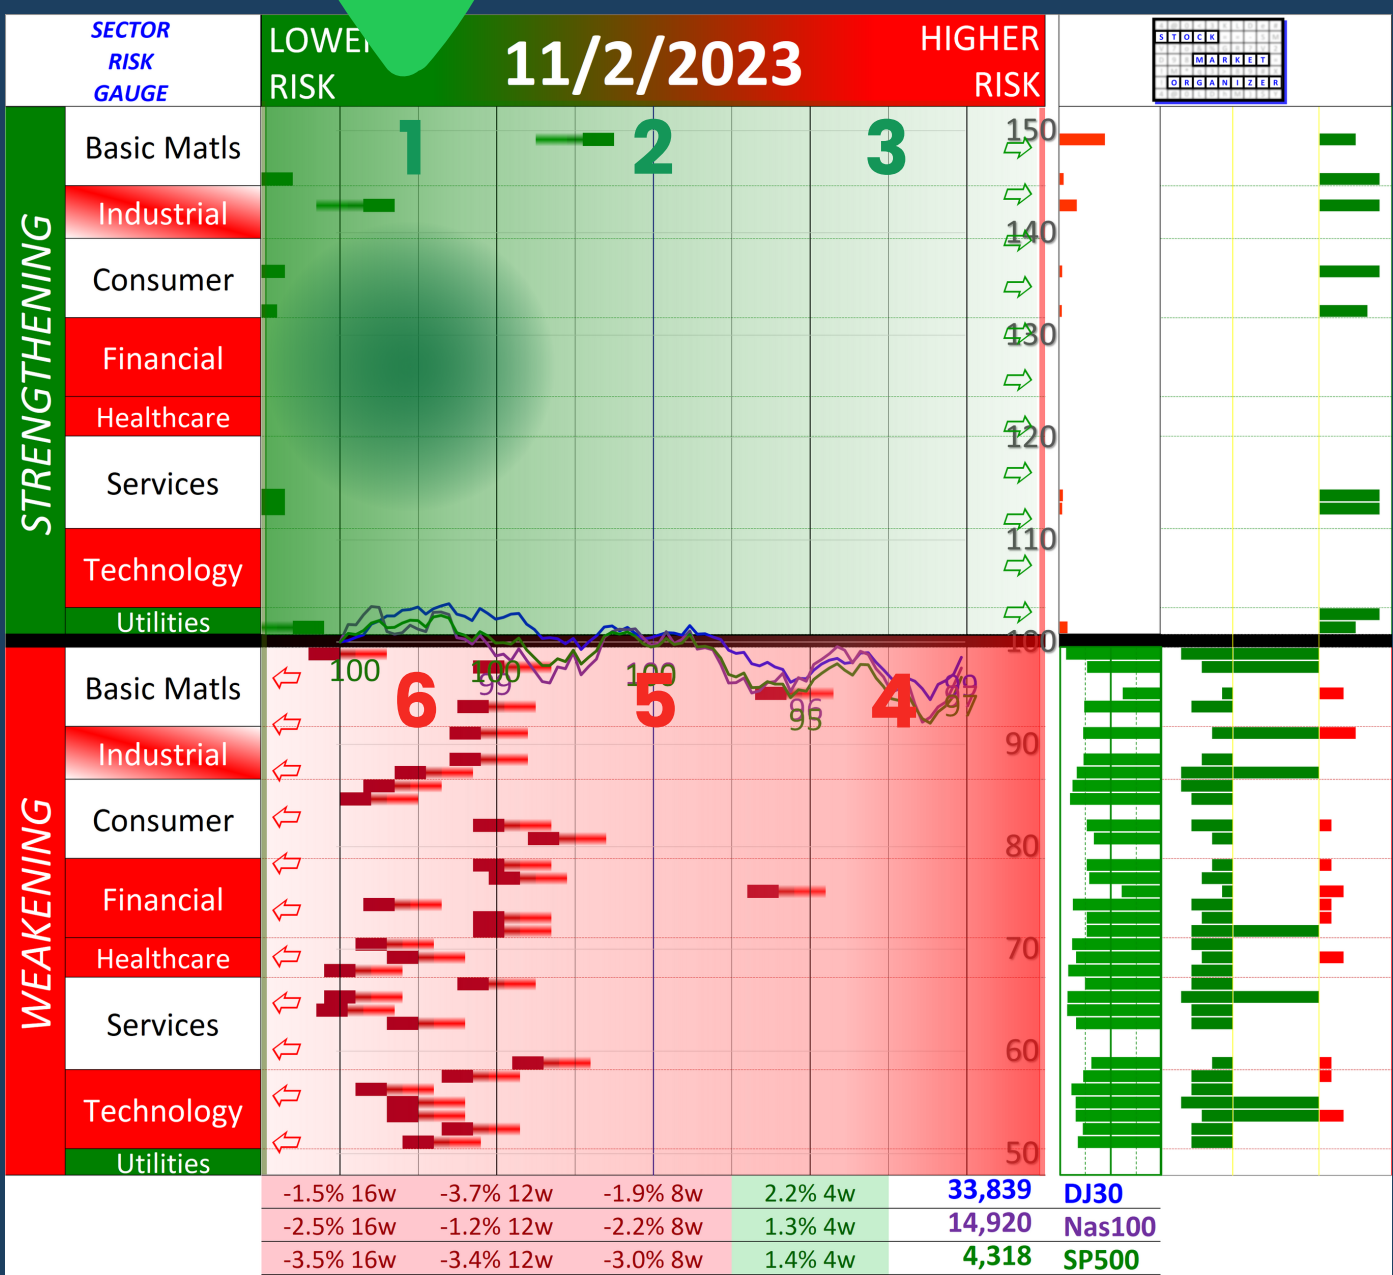 SECTOR
RISK
GAUGE
LOWER
RISK
11/2/2023
HIGHER
RISK
STOCK
MARKET
ORGANIZER
STRENGTHENING
Basic Matls
Industrial
Consumer
Financial
Healthcare
Services
Technology
Utilities
1
2
3
150
140
130
120
110
100
WEAKENING
Basic Matls
Industrial
Consumer
Financial
Healthcare
Services
Technology
Utilities
100
100
99
100
96
95
99
97
6
5
4
90
80
70
60
50
-1.5% 16w -3.7% 12w -1.9% 8w 2.2% 4w 33,839 DJ30
-2.5% 16w -1.2% 12w -2.2% 8w 1.3% 4w 14,920 Nas100
-3.5% 16w -3.4% 12w -3.0% 8w 1.4% 4w 4,318 SP500